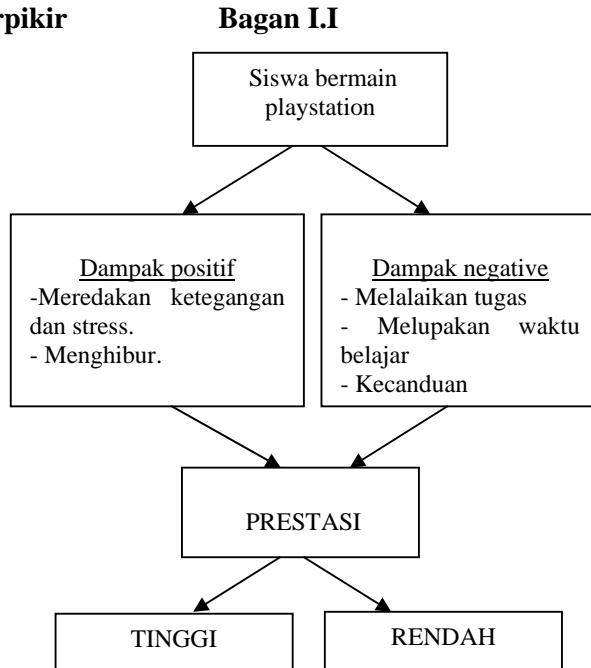 rpikir Bagan I.I
Siswa bermain
playstation
Dampak positif
-Meredakan ketegangan
dan stress.
- Menghibur.
Dampak negative
- Melalaikan tugas
- Melupakan waktu
belajar
- Kecanduan
PRESTASI
TINGGI
RENDAH